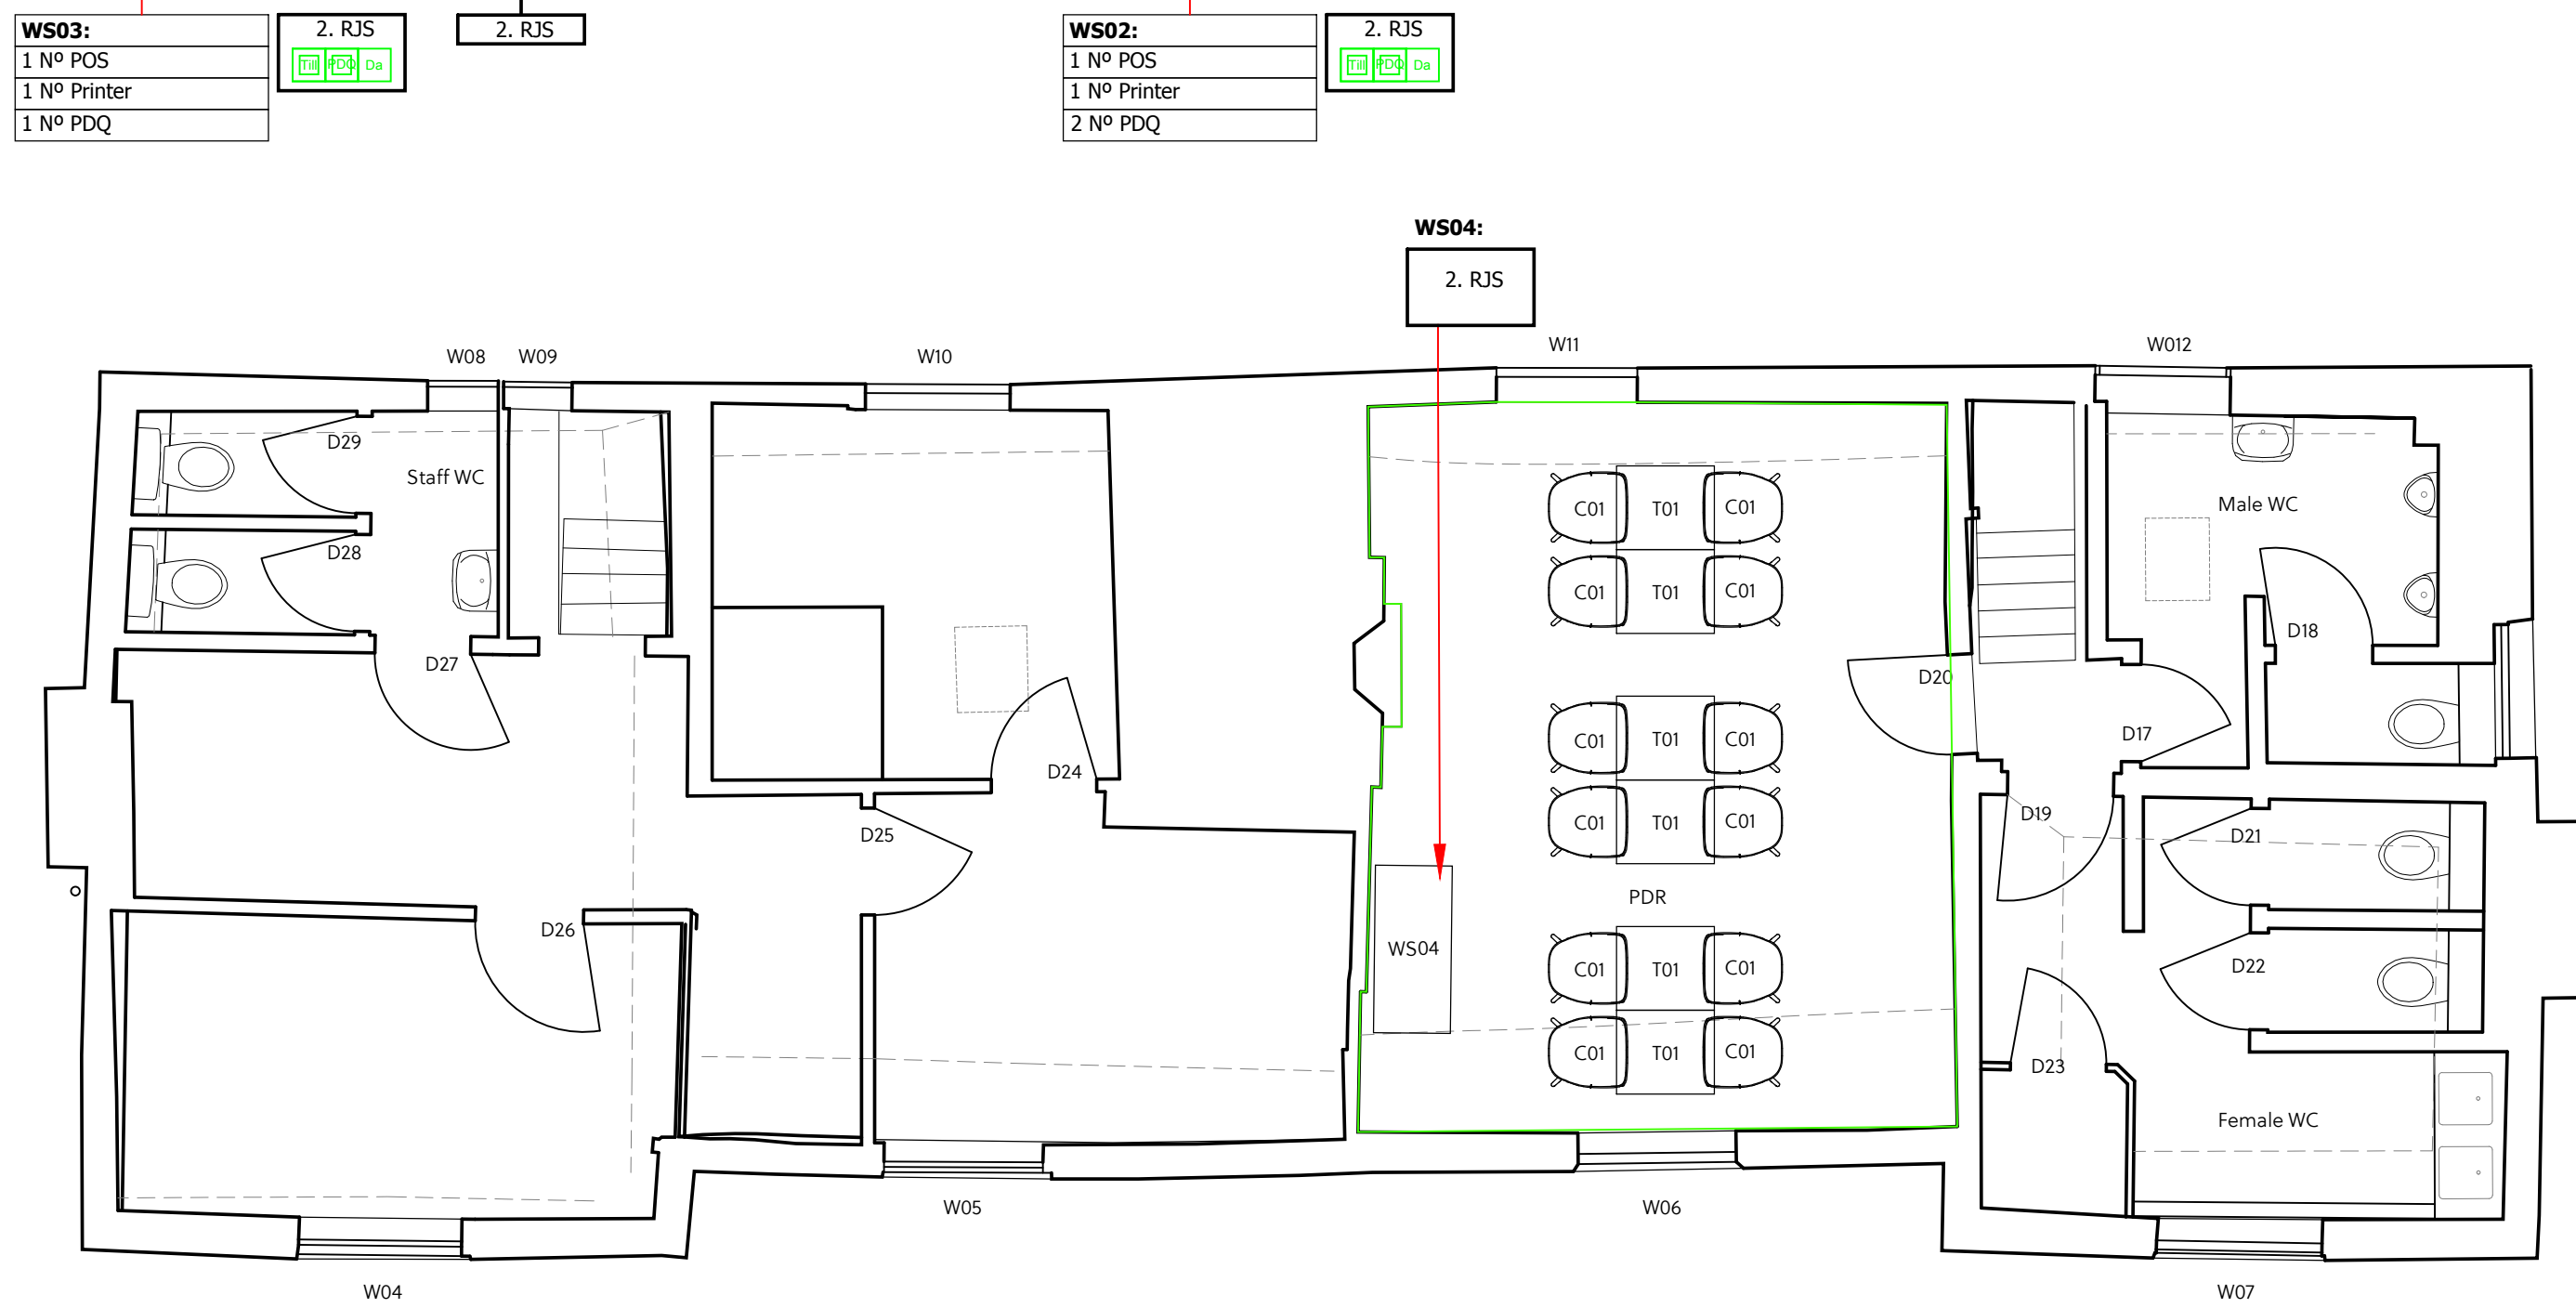 WS03:
1 Nº POS
1 Nº Printer
1 Nº PDQ
2. RJS
Till PDQ Da
2. RJS
WS02:
1 Nº POS
1 Nº Printer
2 Nº PDQ
2. RJS
Till PDQ Da
WS04:
2. RJS
W08
W09
W10
W11
W012
D29
Staff WC
D28
D27
D26
D25
D24
C01 T01 C01
C01 T01 C01
C01 T01 C01
C01 T01 C01
PDR
WS04
C01 T01 C01
C01 T01 C01
D20
Male WC
D18
D17
D19
D21
D22
D23
Female WC
W04
W05
W06
W07